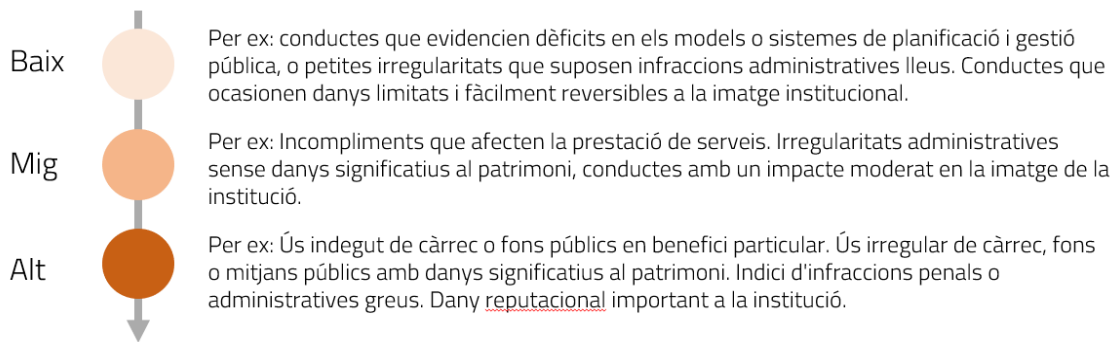 Baix
Per ex: conductes que evidencien dèficits en els models o sistemes de planificació i gestió
pública, o petites irregularitats que suposen infraccions administratives lleus. Conductes que
ocasionen danys limitats i fàcilment reversibles a la imatge institucional.
Mig
Per ex: Incompliments que afecten la prestació de serveis. Irregularitats administratives
sense danys significatius al patrimoni, conductes amb un impacte moderat en la imatge de la
institució.
Alt
Per ex: Ús indegut de càrrec o fons públics en benefici particular. Ús irregular de càrrec, fons
o mitjans públics amb danys significatius al patrimoni. Indici d'infraccions penals o
administratives greus. Dany reputacional important a la institució.